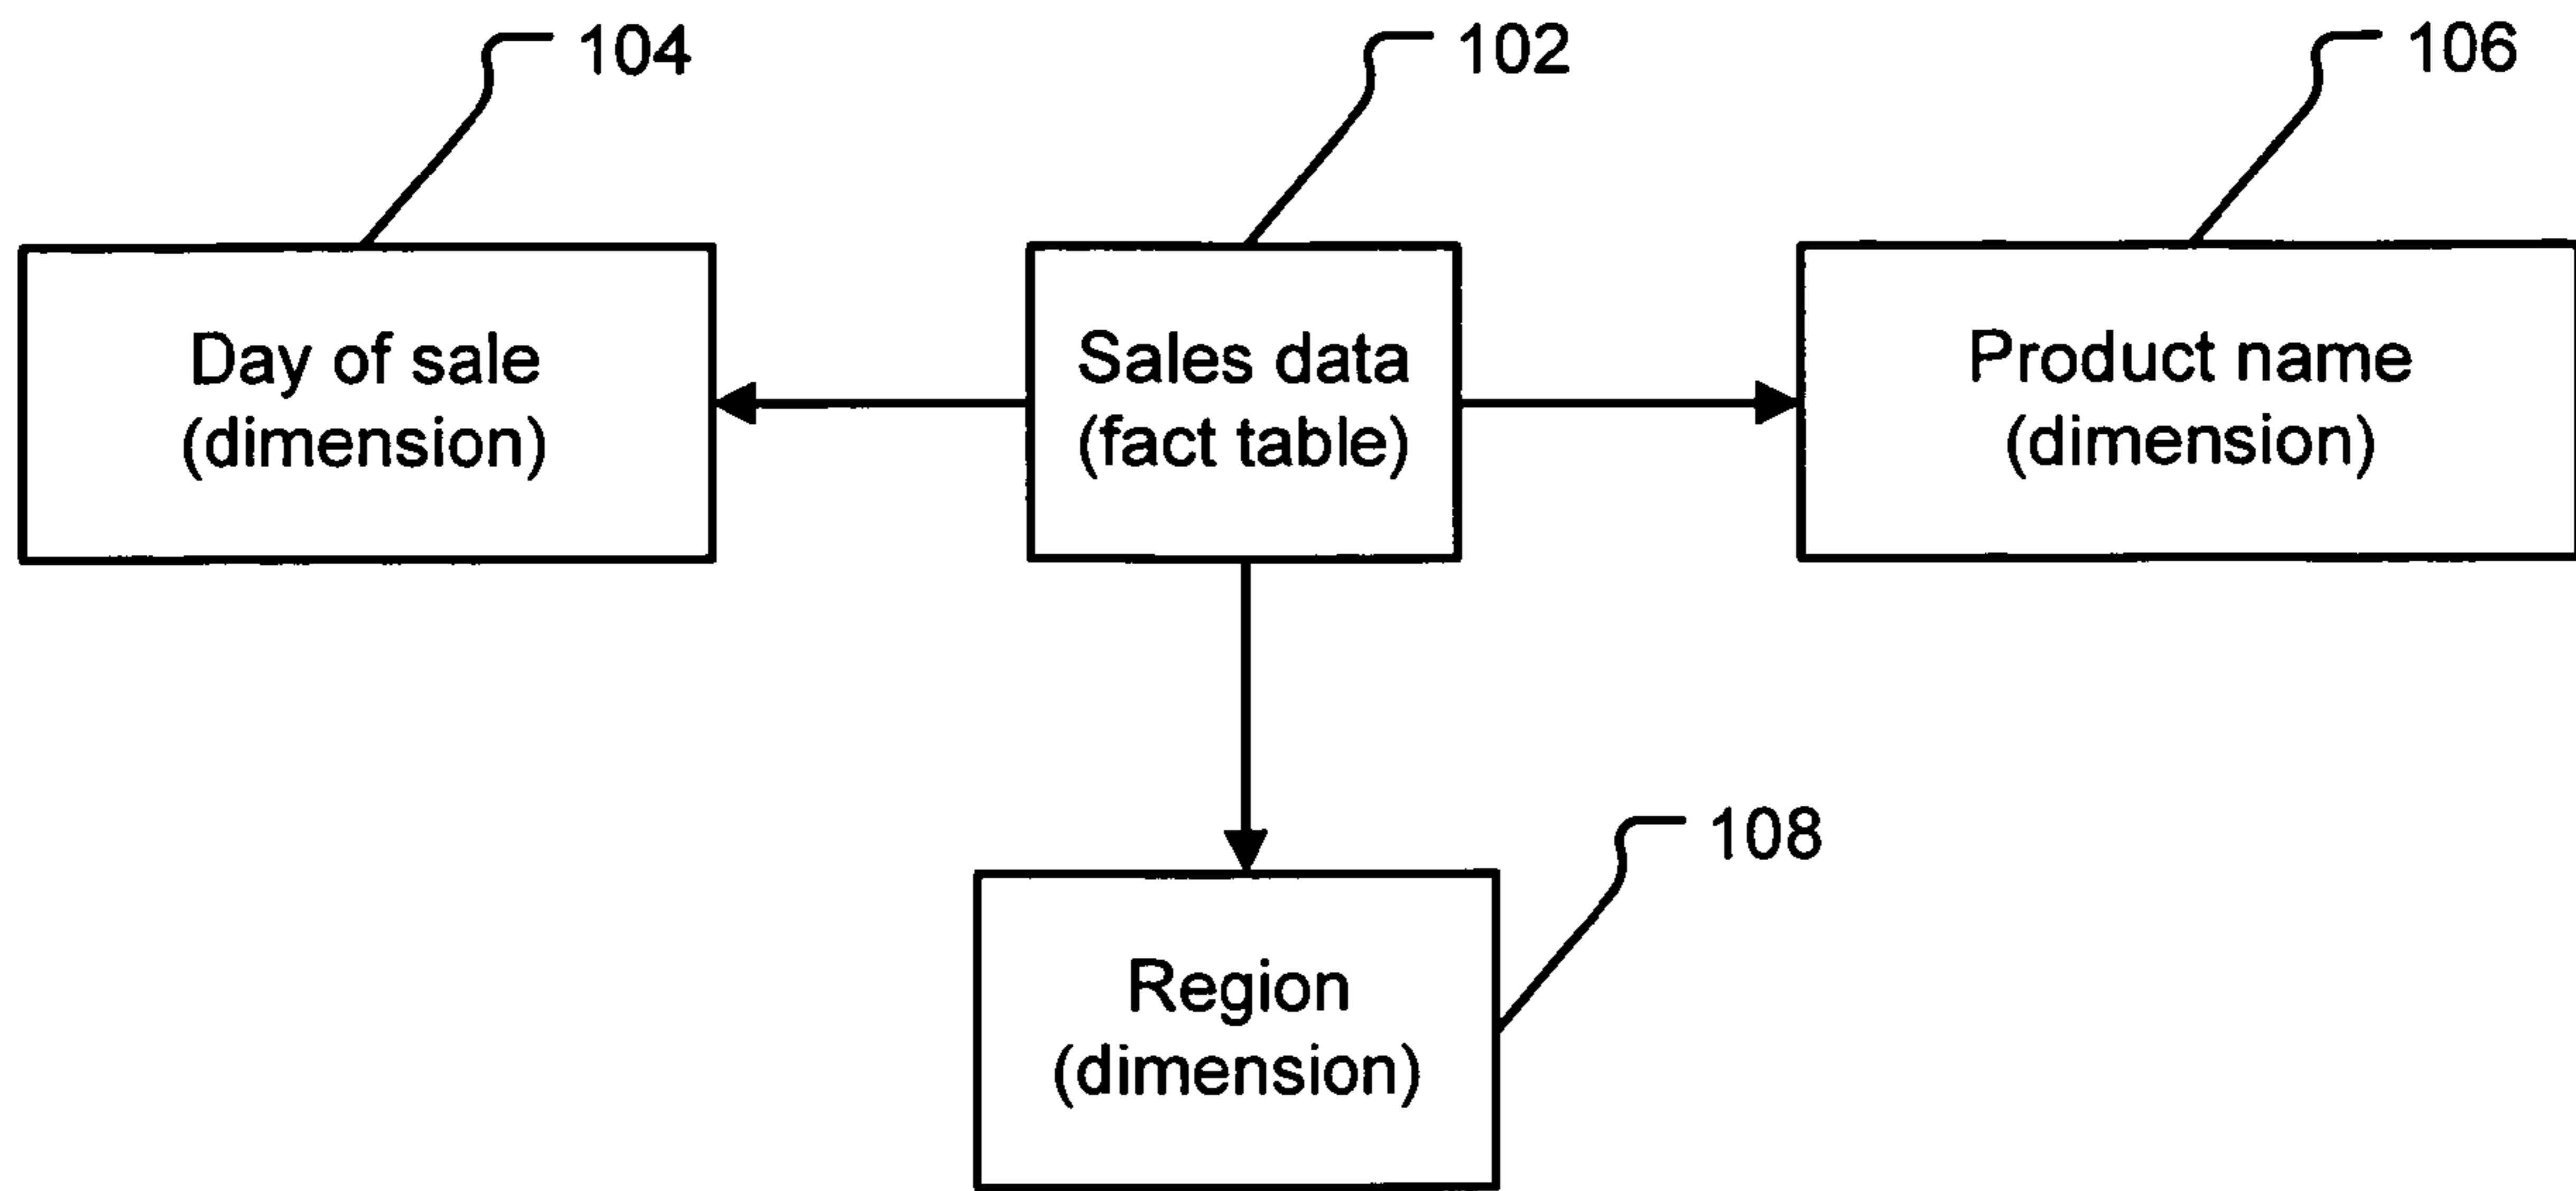 104
102
106
Day of sale
(dimension)
Sales data
(fact table)
Product name
(dimension)
108
Region
(dimension)